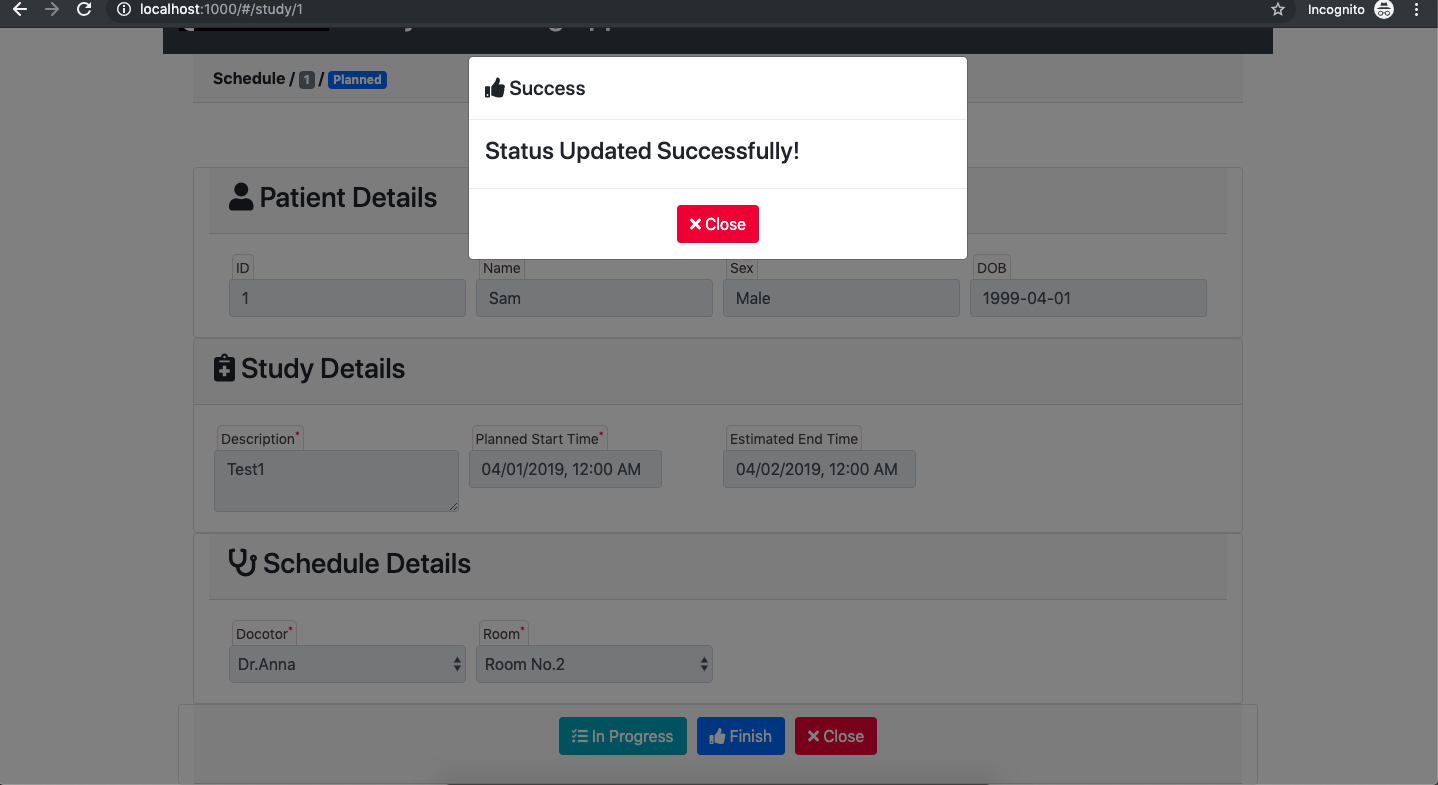 localhost:1000/#/study/1
Incognito
Schedule / 1 / Planned
Success
Status Updated Successfully!
Close
Patient Details
ID
Name
Sex
DOB
1
Sam
Male
1999-04-01
Study Details
Description*
Planned Start Time*
Estimated End Time
Test1
04/01/2019, 12:00 AM
04/02/2019, 12:00 AM
Schedule Details
Docotor*
Room*
Dr.Anna
Room No.2
In Progress
Finish
Close